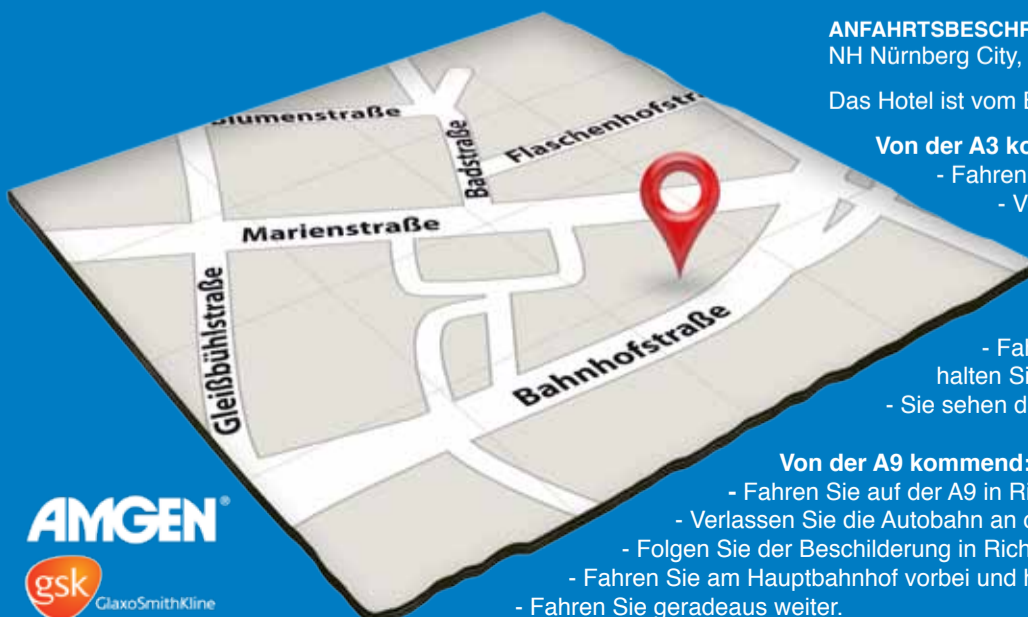 ANFAHRTSBESCHR
NH Nürnberg City,
Das Hotel ist vom
Von der A3 ko
- Fahren
- V
- Fah
halten Si
- Sie sehen d
Von der A9 kommend:
- Fahren Sie auf der A9 in Ri
- Verlassen Sie die Autobahn an d
- Folgen Sie der Beschilderung in Rich
- Fahren Sie am Hauptbahnhof vorbei und h
- Fahren Sie geradeaus weiter.
Blumenstraße
Badstraße
Flaschenhofstr
Marienstraße
Gleißbühlstraße
Bahnhofstraße
AMGEN®
gsk
GlaxoSmithKline